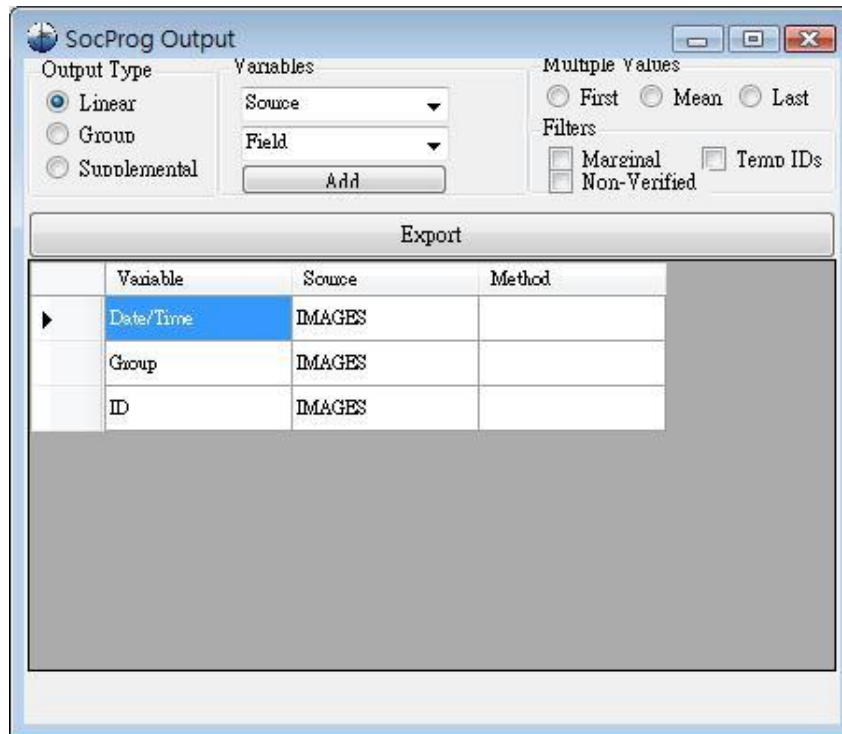 SocProg Output
Output Type
Linear
Group
Supplemental
Variables
Source
Field
Add
Multiple Values
First Mean Last
Filters
Marginal Temp IDs
Non-Verified
Export
Variable Source Method
Date/Time IMAGES
Group IMAGES
ID IMAGES